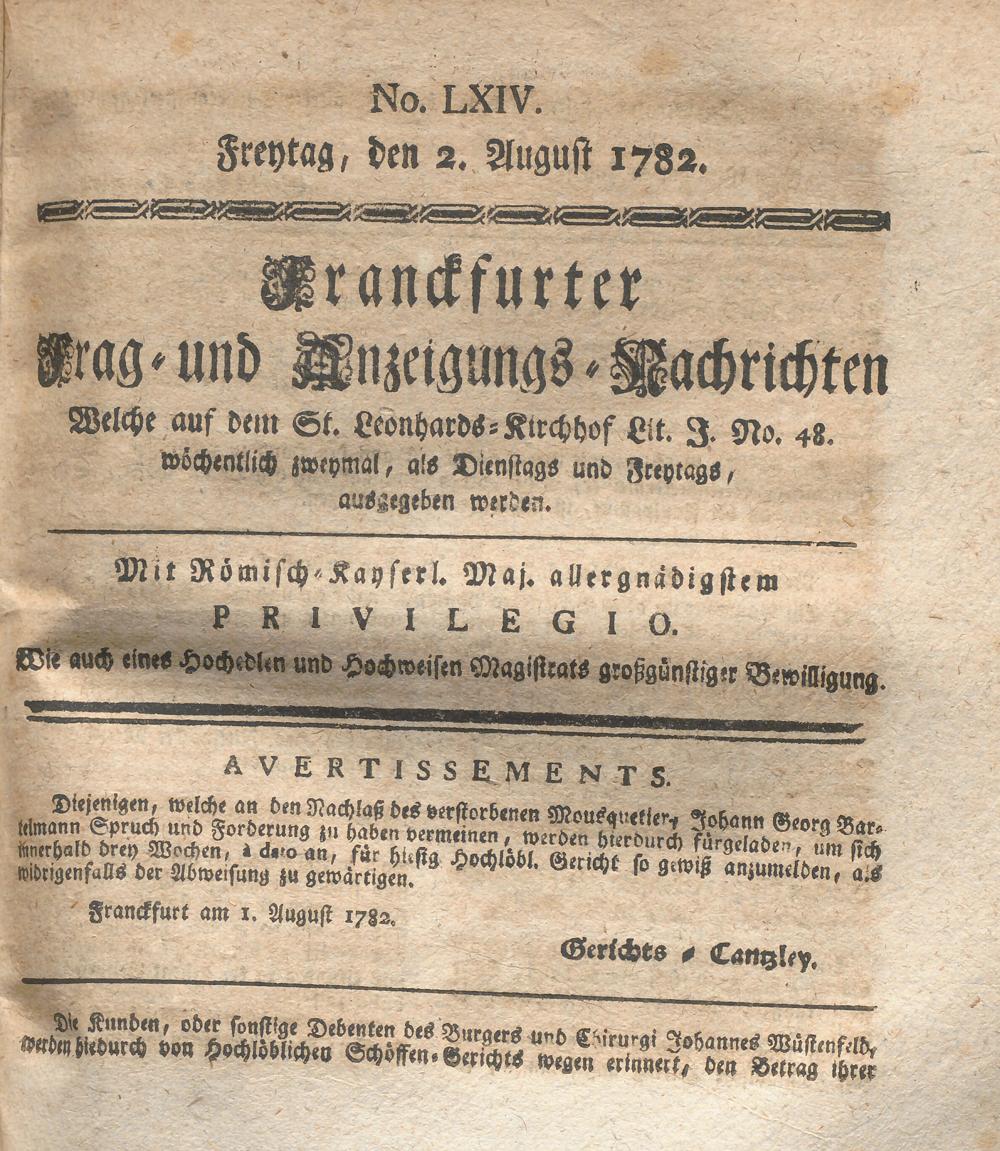 No. LXIV.
Freytag, den 2. August 1782.
Franckfurter
Frag- und Anzeigungs-Nachrichten
Welche auf dem St. Leonhards-Kirchhof Lit. J. No. 48.
wöchentlich zweymal, als Dienstags und Freytags,
ausgegeben werden.
Mit Römisch-Kayserl. Maj. allergnädigstem
PRIVILEGIO.
Wie auch eines Hochedlen und Hochweisen Magistrats großgünstiger Bewilligung.
AVERTISSEMENTS.
Diejenigen, welche an den Nachlaß des verstorbenen Mousquetier, Johann Georg Bar-
telmann Spruch und Forderung zu haben vermeinen, werden hierdurch fürgeladen, um sich
innerhalb drey Wochen, à dato an, für hiesig Hochlöbl. Gericht so gewiß anzumelden, als
widrigenfalls der Abweisung zu gewärtigen.
Franckfurt am 1. August 1782.
Gerichts-Cantzley.
Die Kunden, oder sonstige Debenten des Burgers und Chirurgi Johannes Wüstenfeld,
werden hiedurch von Hochlöblichen Schöffen-Gerichts wegen erinnert, den Betrag ihrer